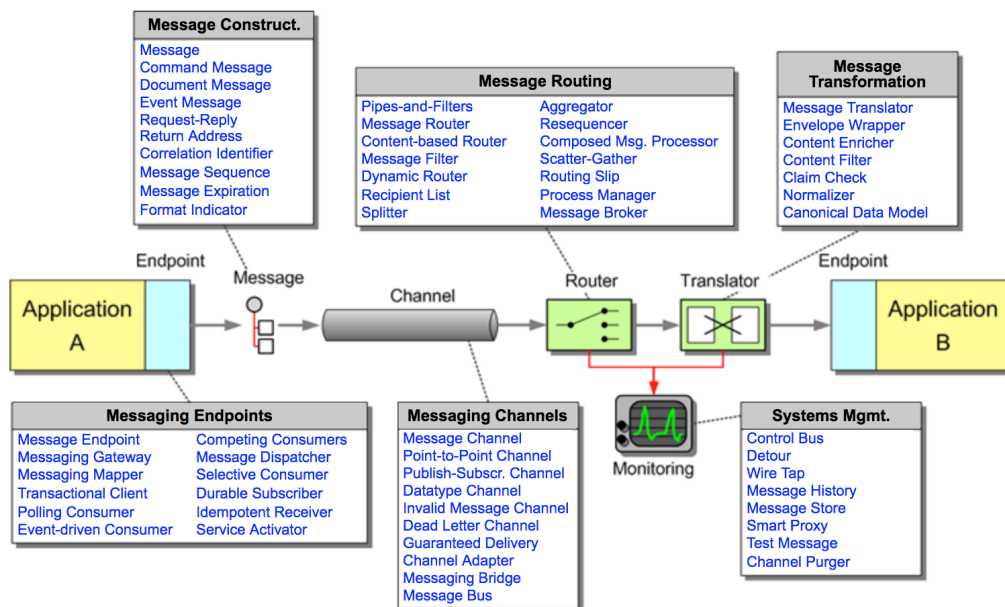 Message Construct.
Message
Command Message
Document Message
Event Message
Request-Reply
Return Address
Correlation Identifier
Message Sequence
Message Expiration
Format Indicator
Message Routing
Pipes-and-Filters
Message Router
Content-based Router
Message Filter
Dynamic Router
Recipient List
Splitter
Aggregator
Resequencer
Composed Msg. Processor
Scatter-Gather
Routing Slip
Process Manager
Message Broker
Message
Transformation
Message Translator
Envelope Wrapper
Content Enricher
Content Filter
Claim Check
Normalizer
Canonical Data Model
Endpoint
Message
Channel
Router
Translator
Endpoint
Application
A
Application
B
Monitoring
Messaging Endpoints
Message Endpoint
Messaging Gateway
Messaging Mapper
Transactional Client
Polling Consumer
Event-driven Consumer
Competing Consumers
Message Dispatcher
Selective Consumer
Durable Subscriber
Idempotent Receiver
Service Activator
Messaging Channels
Message Channel
Point-to-Point Channel
Publish-Subscr. Channel
Datatype Channel
Invalid Message Channel
Dead Letter Channel
Guaranteed Delivery
Channel Adapter
Messaging Bridge
Message Bus
Systems Mgmt.
Control Bus
Detour
Wire Tap
Message History
Message Store
Smart Proxy
Test Message
Channel Purger